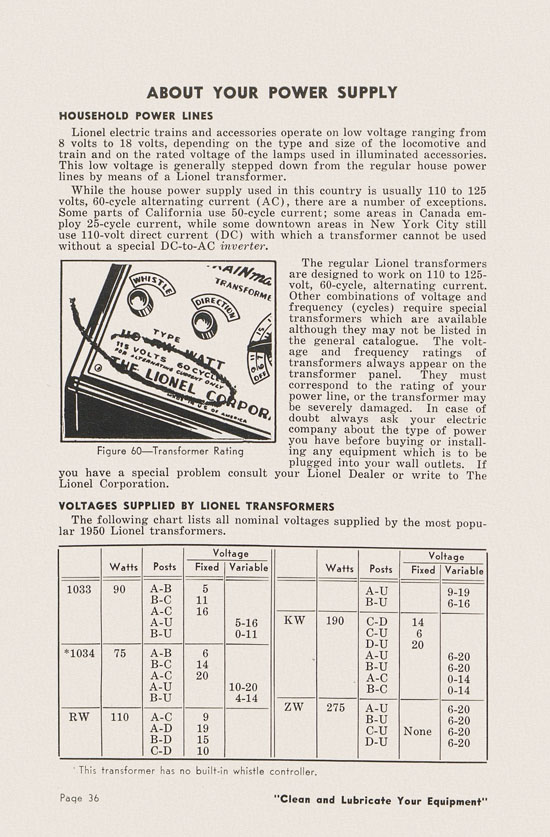 ABOUT YOUR POWER SUPPLY
HOUSEHOLD POWER LINES
Lionel electric trains and accessories operate on low voltage ranging from
8 volts to 18 volts, depending on the type and size of the locomotive and
train and on the rated voltage of the lamps used in illuminated accessories.
This low voltage is generally stepped down from the regular house power
lines by means of a Lionel transformer.
While the house power supply used in this country is usually 110 to 125
volts, 60-cycle alternating current (AC), there are a number of exceptions.
Some parts of California use 50-cycle current; some areas in Canada em-
ploy 25-cycle current, while some downtown areas in New York City still
use 110-volt direct current (DC) with which a transformer cannot be used
without a special DC-to-AC inverter.
WHISTLE
DIRECTION
TRANSFORME
TYPE
WATT
115 VOLTS 60 CYCLE
FOR ALTERNATING CURRENT ONLY
THE LIONEL CORPOR
U S OF AMERICA
OFF
Figure 60—Transformer Rating
The regular Lionel transformers
are designed to work on 110 to 125-
volt, 60-cycle, alternating current.
Other combinations of voltage and
frequency (cycles) require special
transformers which are available
although they may not be listed in
the general catalogue. The volt-
age and frequency ratings of
transformers always appear on the
transformer panel. They must
correspond to the rating of your
power line, or the transformer may
be severely damaged. In case of
doubt always ask your electric
company about the type of power
you have before buying or install-
ing any equipment which is to be
plugged into your wall outlets. If
you have a special problem consult your Lionel Dealer or write to The
Lionel Corporation.
VOLTAGES SUPPLIED BY LIONEL TRANSFORMERS
The following chart lists all nominal voltages supplied by the most popu-
lar 1950 Lionel transformers.
Voltage
Watts Posts Fixed Variable
1033 90 A-B 5
B-C 11
A-C 16
A-U 5-16
B-U 0-11
*1034 75 A-B 6
B-C 14
A-C 20
A-U 10-20
B-U 4-14
RW 110 A-C 9
A-D 19
B-D 15
C-D 10
Voltage
Watts Posts Fixed Variable
A-U 9-19
B-U 6-16
KW 190 C-D 14
C-U 6
D-U 20
A-U 6-20
B-U 6-20
A-C 0-14
B-C 0-14
ZW 275 A-U 6-20
B-U 6-20
C-U None 6-20
D-U 6-20
* This transformer has no built-in whistle controller.
Page 36
"Clean and Lubricate Your Equipment"